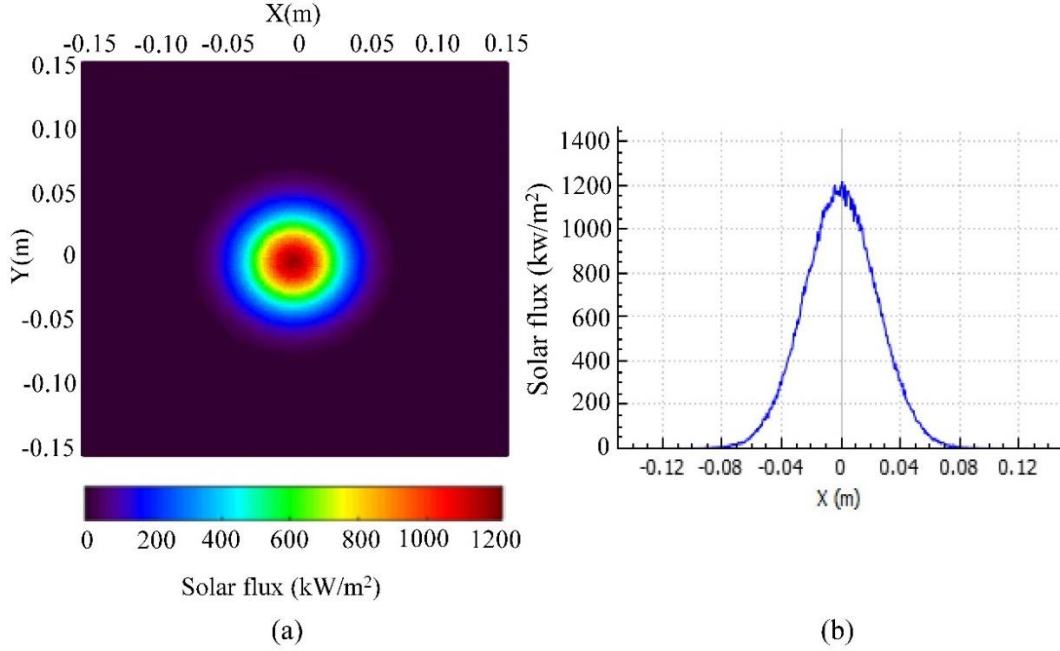 X(m)
-0.15 -0.10 -0.05 0 0.05 0.10 0.15
Y(m)
0.15
0.10
0.05
0
-0.05
-0.10
-0.15
0 200 400 600 800 1000 1200
Solar flux (kW/m²)
(a)
Solar flux (kw/m²)
1400
1200
1000
800
600
400
200
0
-0.12 -0.08 -0.04 0 0.04 0.08 0.12
X (m)
(b)